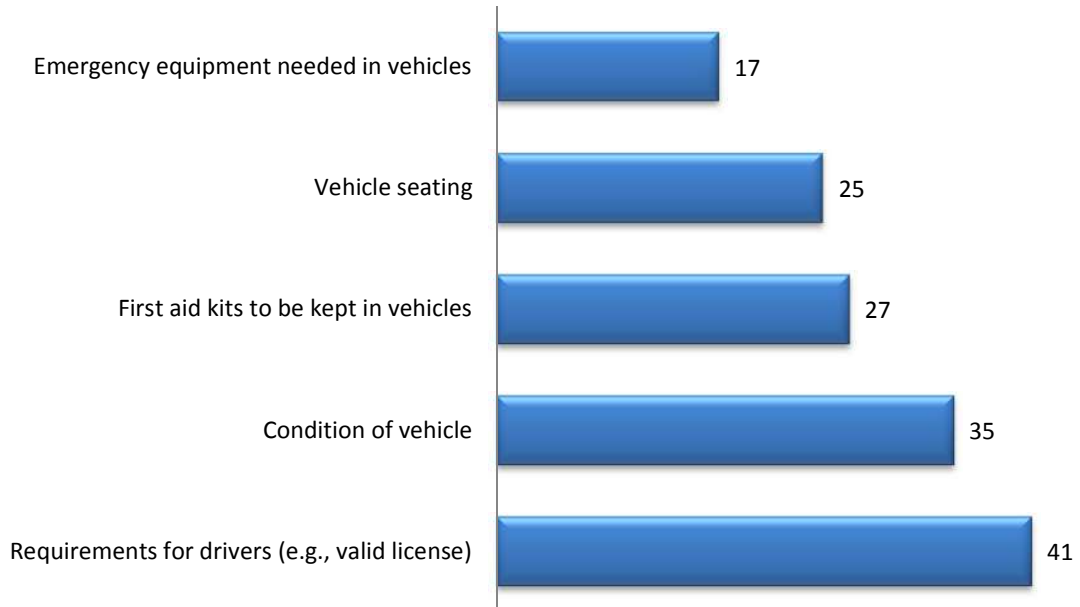 Emergency equipment needed in vehicles 17
Vehicle seating 25
First aid kits to be kept in vehicles 27
Condition of vehicle 35
Requirements for drivers (e.g., valid license) 41